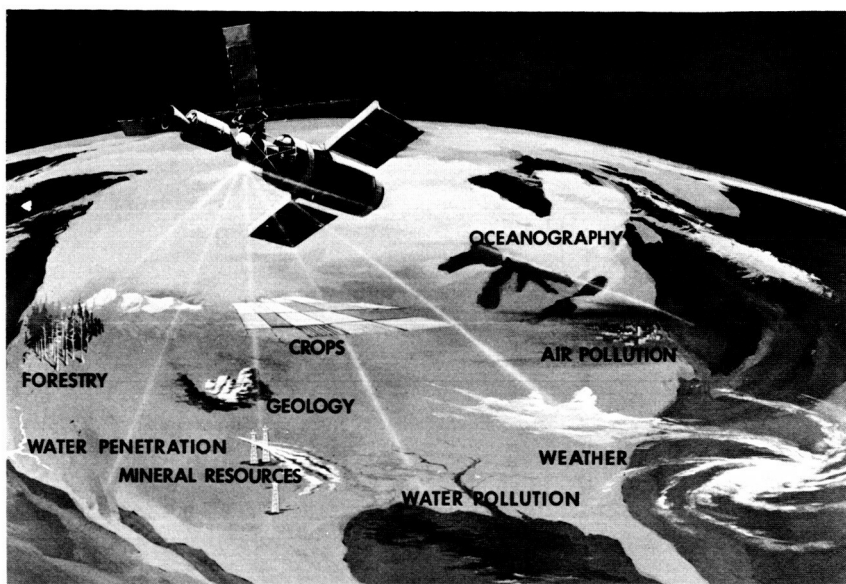 OCEANOGRAPHY
CROPS
AIR POLLUTION
FORESTRY
GEOLOGY
WATER PENETRATION
WEATHER
MINERAL RESOURCES
WATER POLLUTION